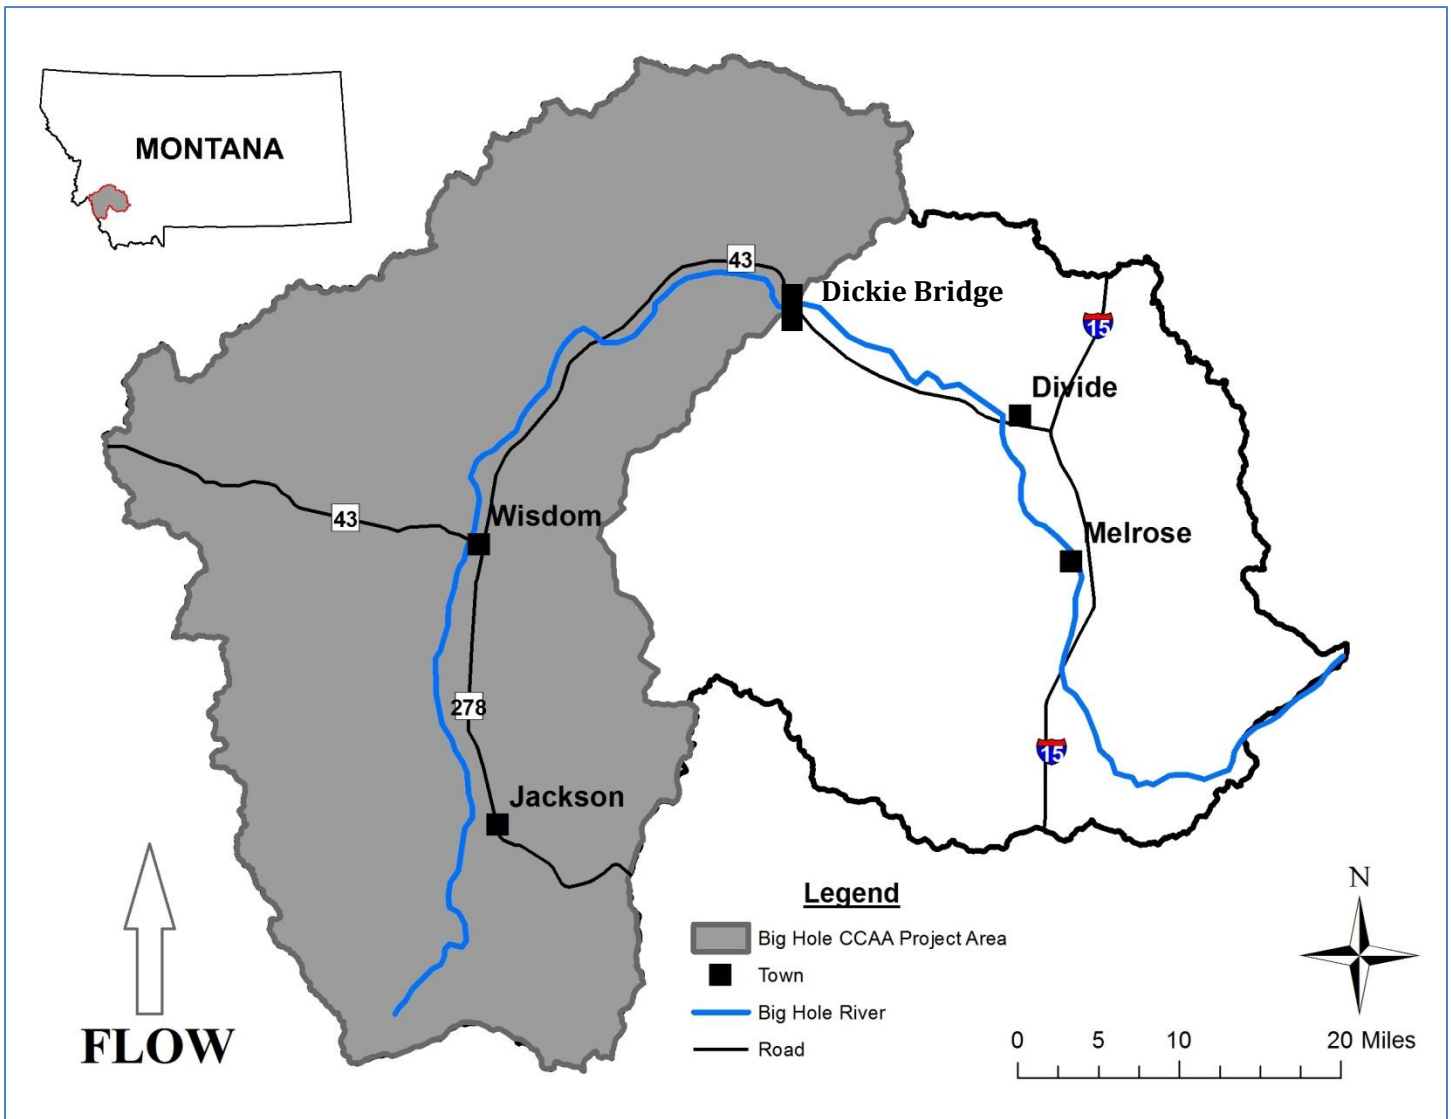 MONTANA
43
Dickie Bridge
15
Divide
Wisdom
43
Melrose
278
15
Jackson
Legend
Big Hole CCAA Project Area
Town
Big Hole River
Road
FLOW
N
0 5 10 20 Miles